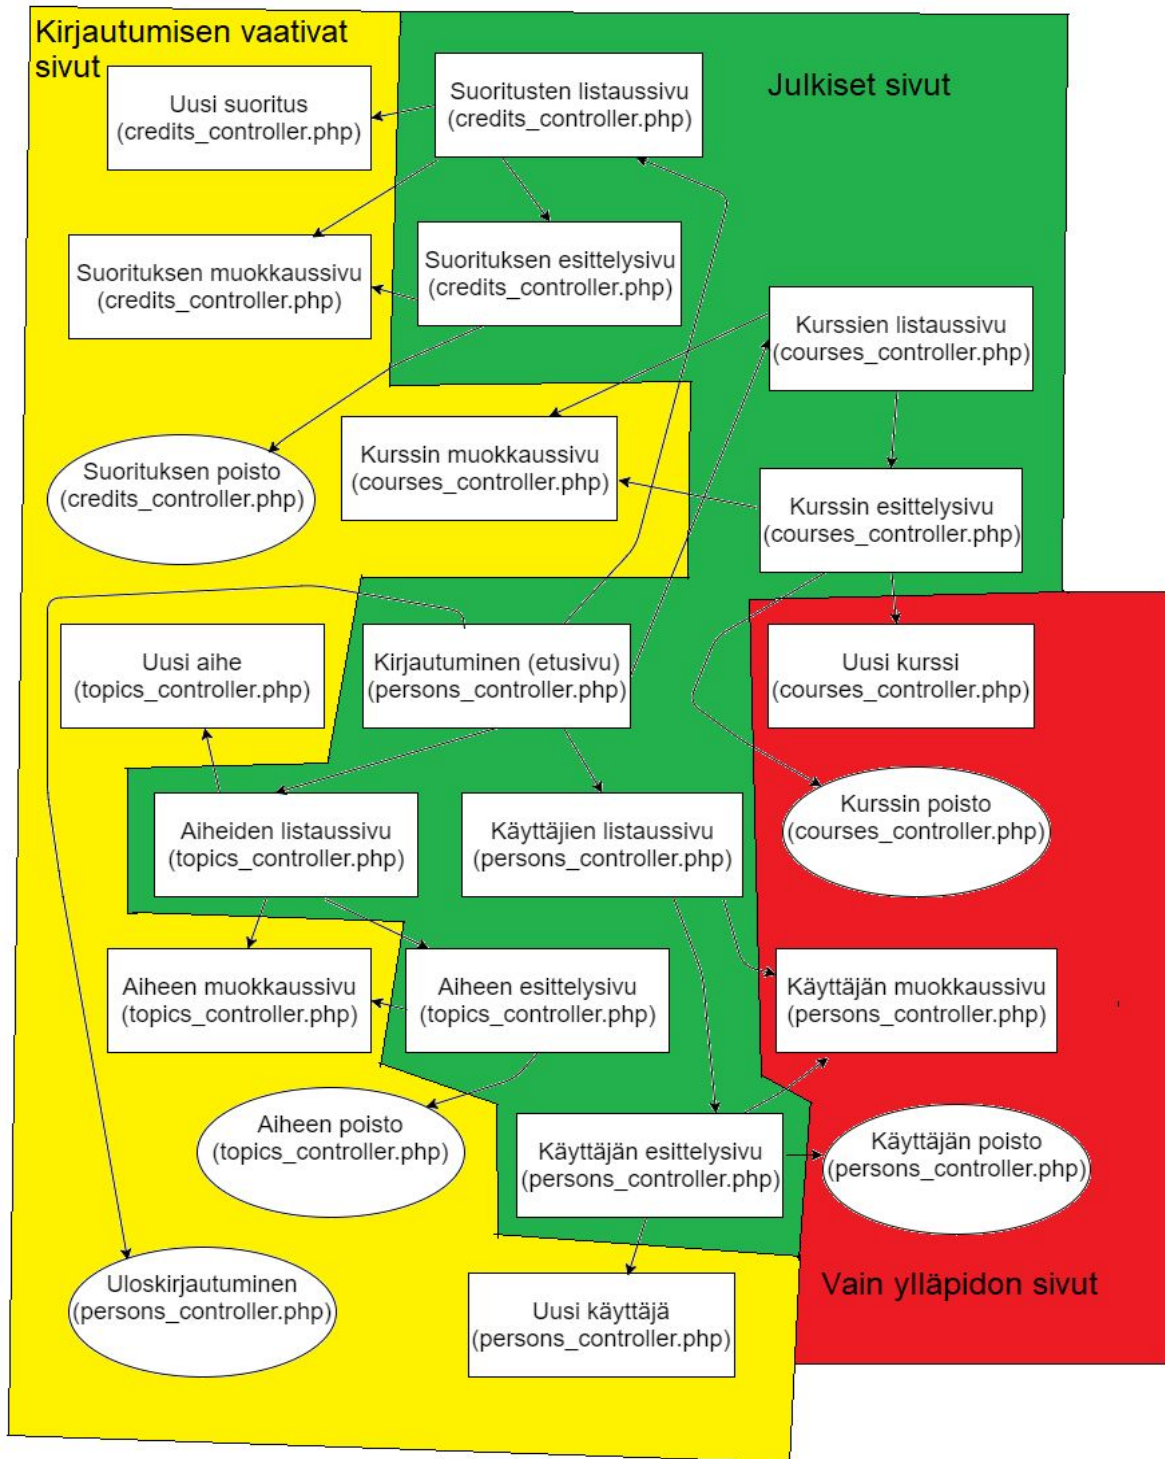 Kirjautumisen vaativat
sivut
Julkiset sivut
Uusi suoritus
(credits_controller.php)
Suoritusten listaussivu
(credits_controller.php)
Suorituksen muokkaussivu
(credits_controller.php)
Suorituksen esittelysivu
(credits_controller.php)
Kurssien listaussivu
(courses_controller.php)
Suorituksen poisto
(credits_controller.php)
Kurssin muokkaussivu
(courses_controller.php)
Kurssin esittelysivu
(courses_controller.php)
Uusi aihe
(topics_controller.php)
Kirjautuminen (etusivu)
(persons_controller.php)
Uusi kurssi
(courses_controller.php)
Aiheiden listaussivu
(topics_controller.php)
Käyttäjien listaussivu
(persons_controller.php)
Kurssin poisto
(courses_controller.php)
Aiheen muokkaussivu
(topics_controller.php)
Aiheen esittelysivu
(topics_controller.php)
Käyttäjän muokkaussivu
(persons_controller.php)
Aiheen poisto
(topics_controller.php)
Käyttäjän esittelysivu
(persons_controller.php)
Käyttäjän poisto
(persons_controller.php)
Uloskirjautuminen
(persons_controller.php)
Uusi käyttäjä
(persons_controller.php)
Vain ylläpidon sivut